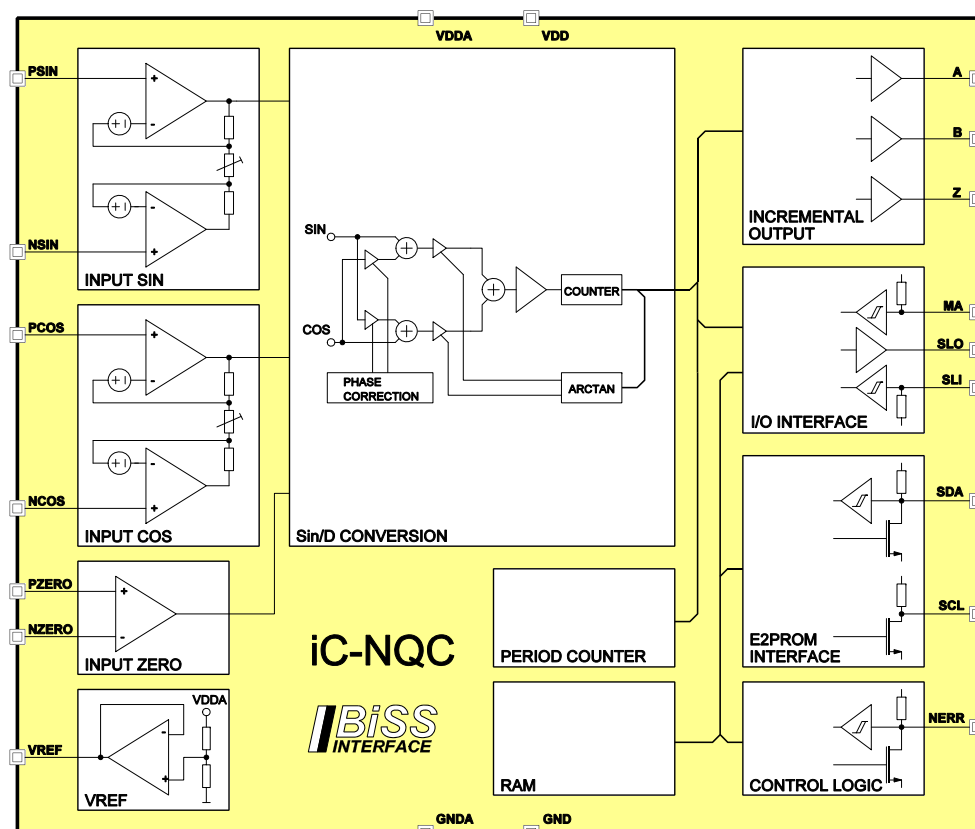 VDDA
VDD
PSIN
NSIN
INPUT SIN
PCOS
NCOS
INPUT COS
PZERO
NZERO
INPUT ZERO
VREF
VDDA
VREF
SIN
COS
PHASE
CORRECTION
COUNTER
ARCTAN
Sin/D CONVERSION
iC-NQC
BiSS
INTERFACE
PERIOD COUNTER
RAM
A
B
Z
INCREMENTAL
OUTPUT
MA
SLO
SLI
I/O INTERFACE
SDA
SCL
E2PROM
INTERFACE
NERR
CONTROL LOGIC
GNDA
GND